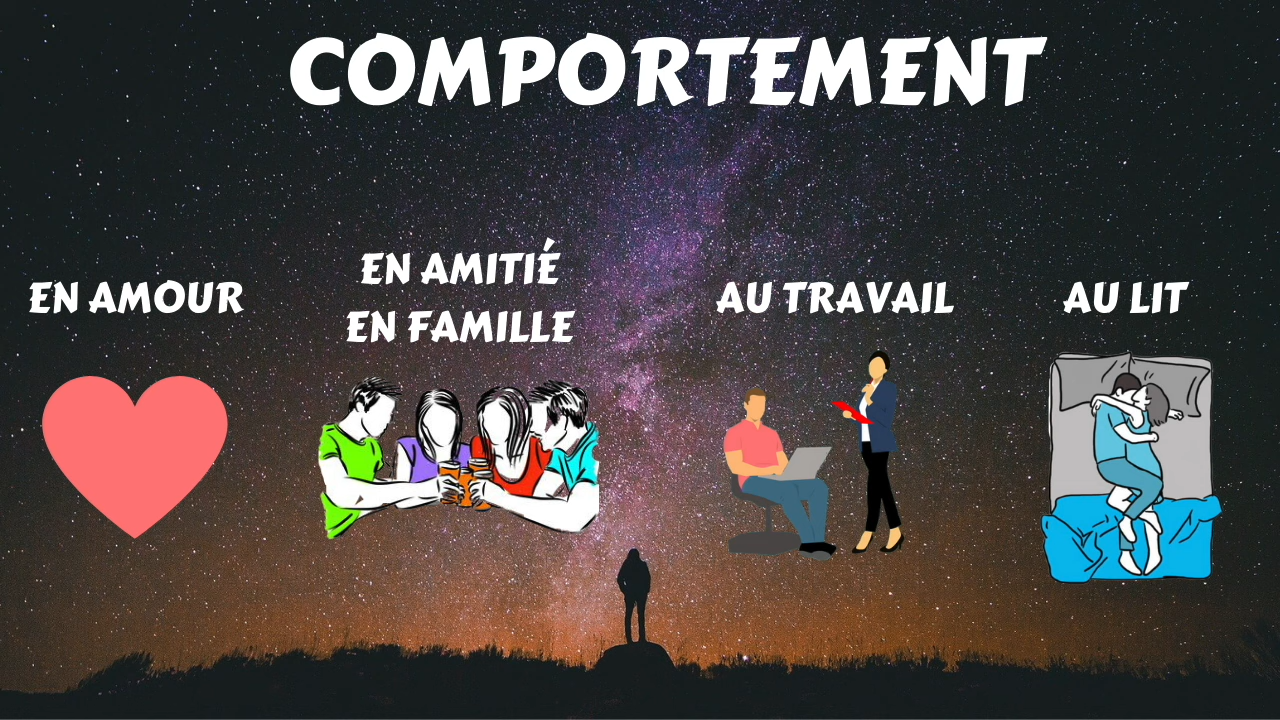 COMPORTEMENT
EN AMOUR
EN AMITIÉ
EN FAMILLE
AU TRAVAIL
AU LIT